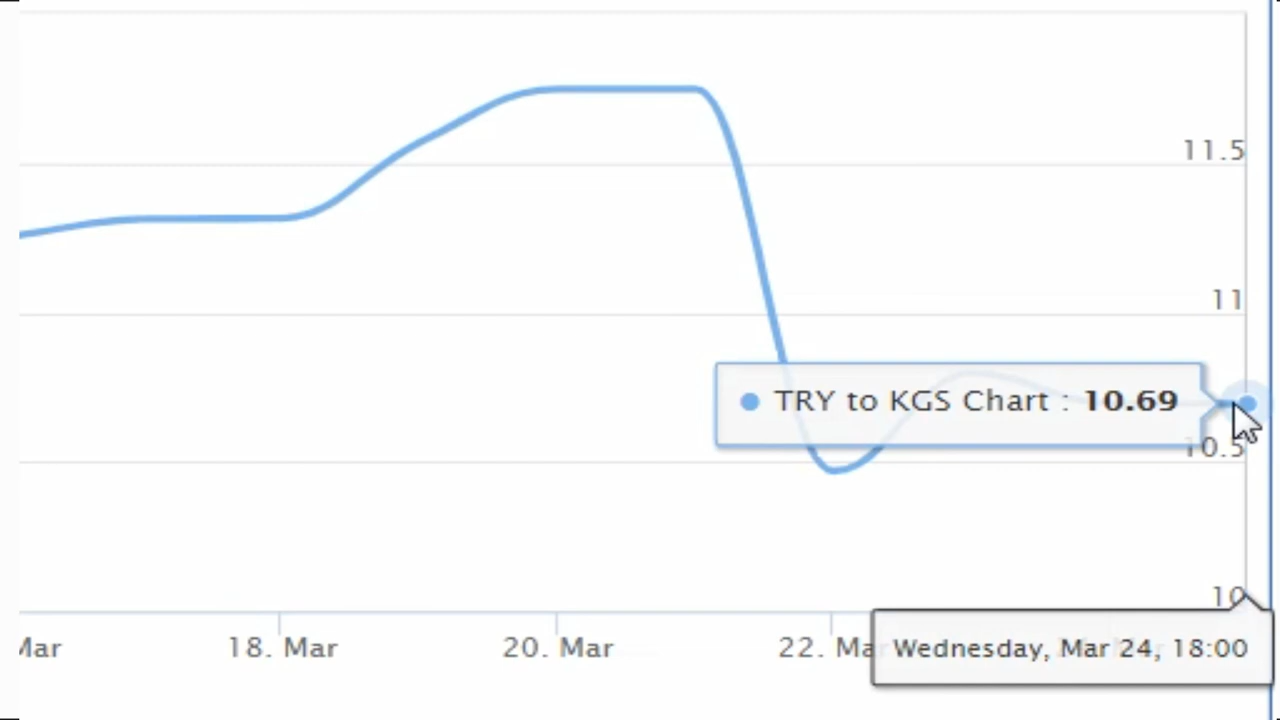 11.5
11
TRY to KGS Chart : 10.69
10.5
10
Mar
18. Mar
20. Mar
22. Mar
Wednesday, Mar 24, 18:00